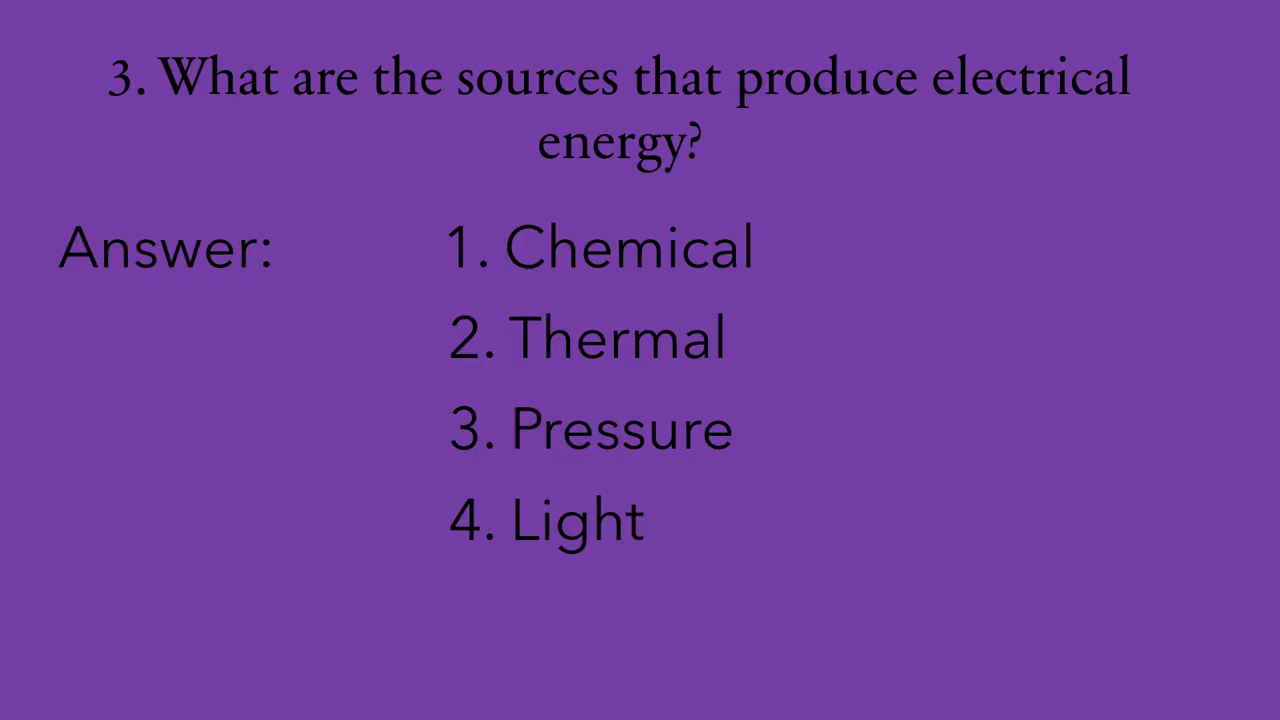 3. What are the sources that produce electrical
energy?
Answer: 1. Chemical
2. Thermal
3. Pressure
4. Light